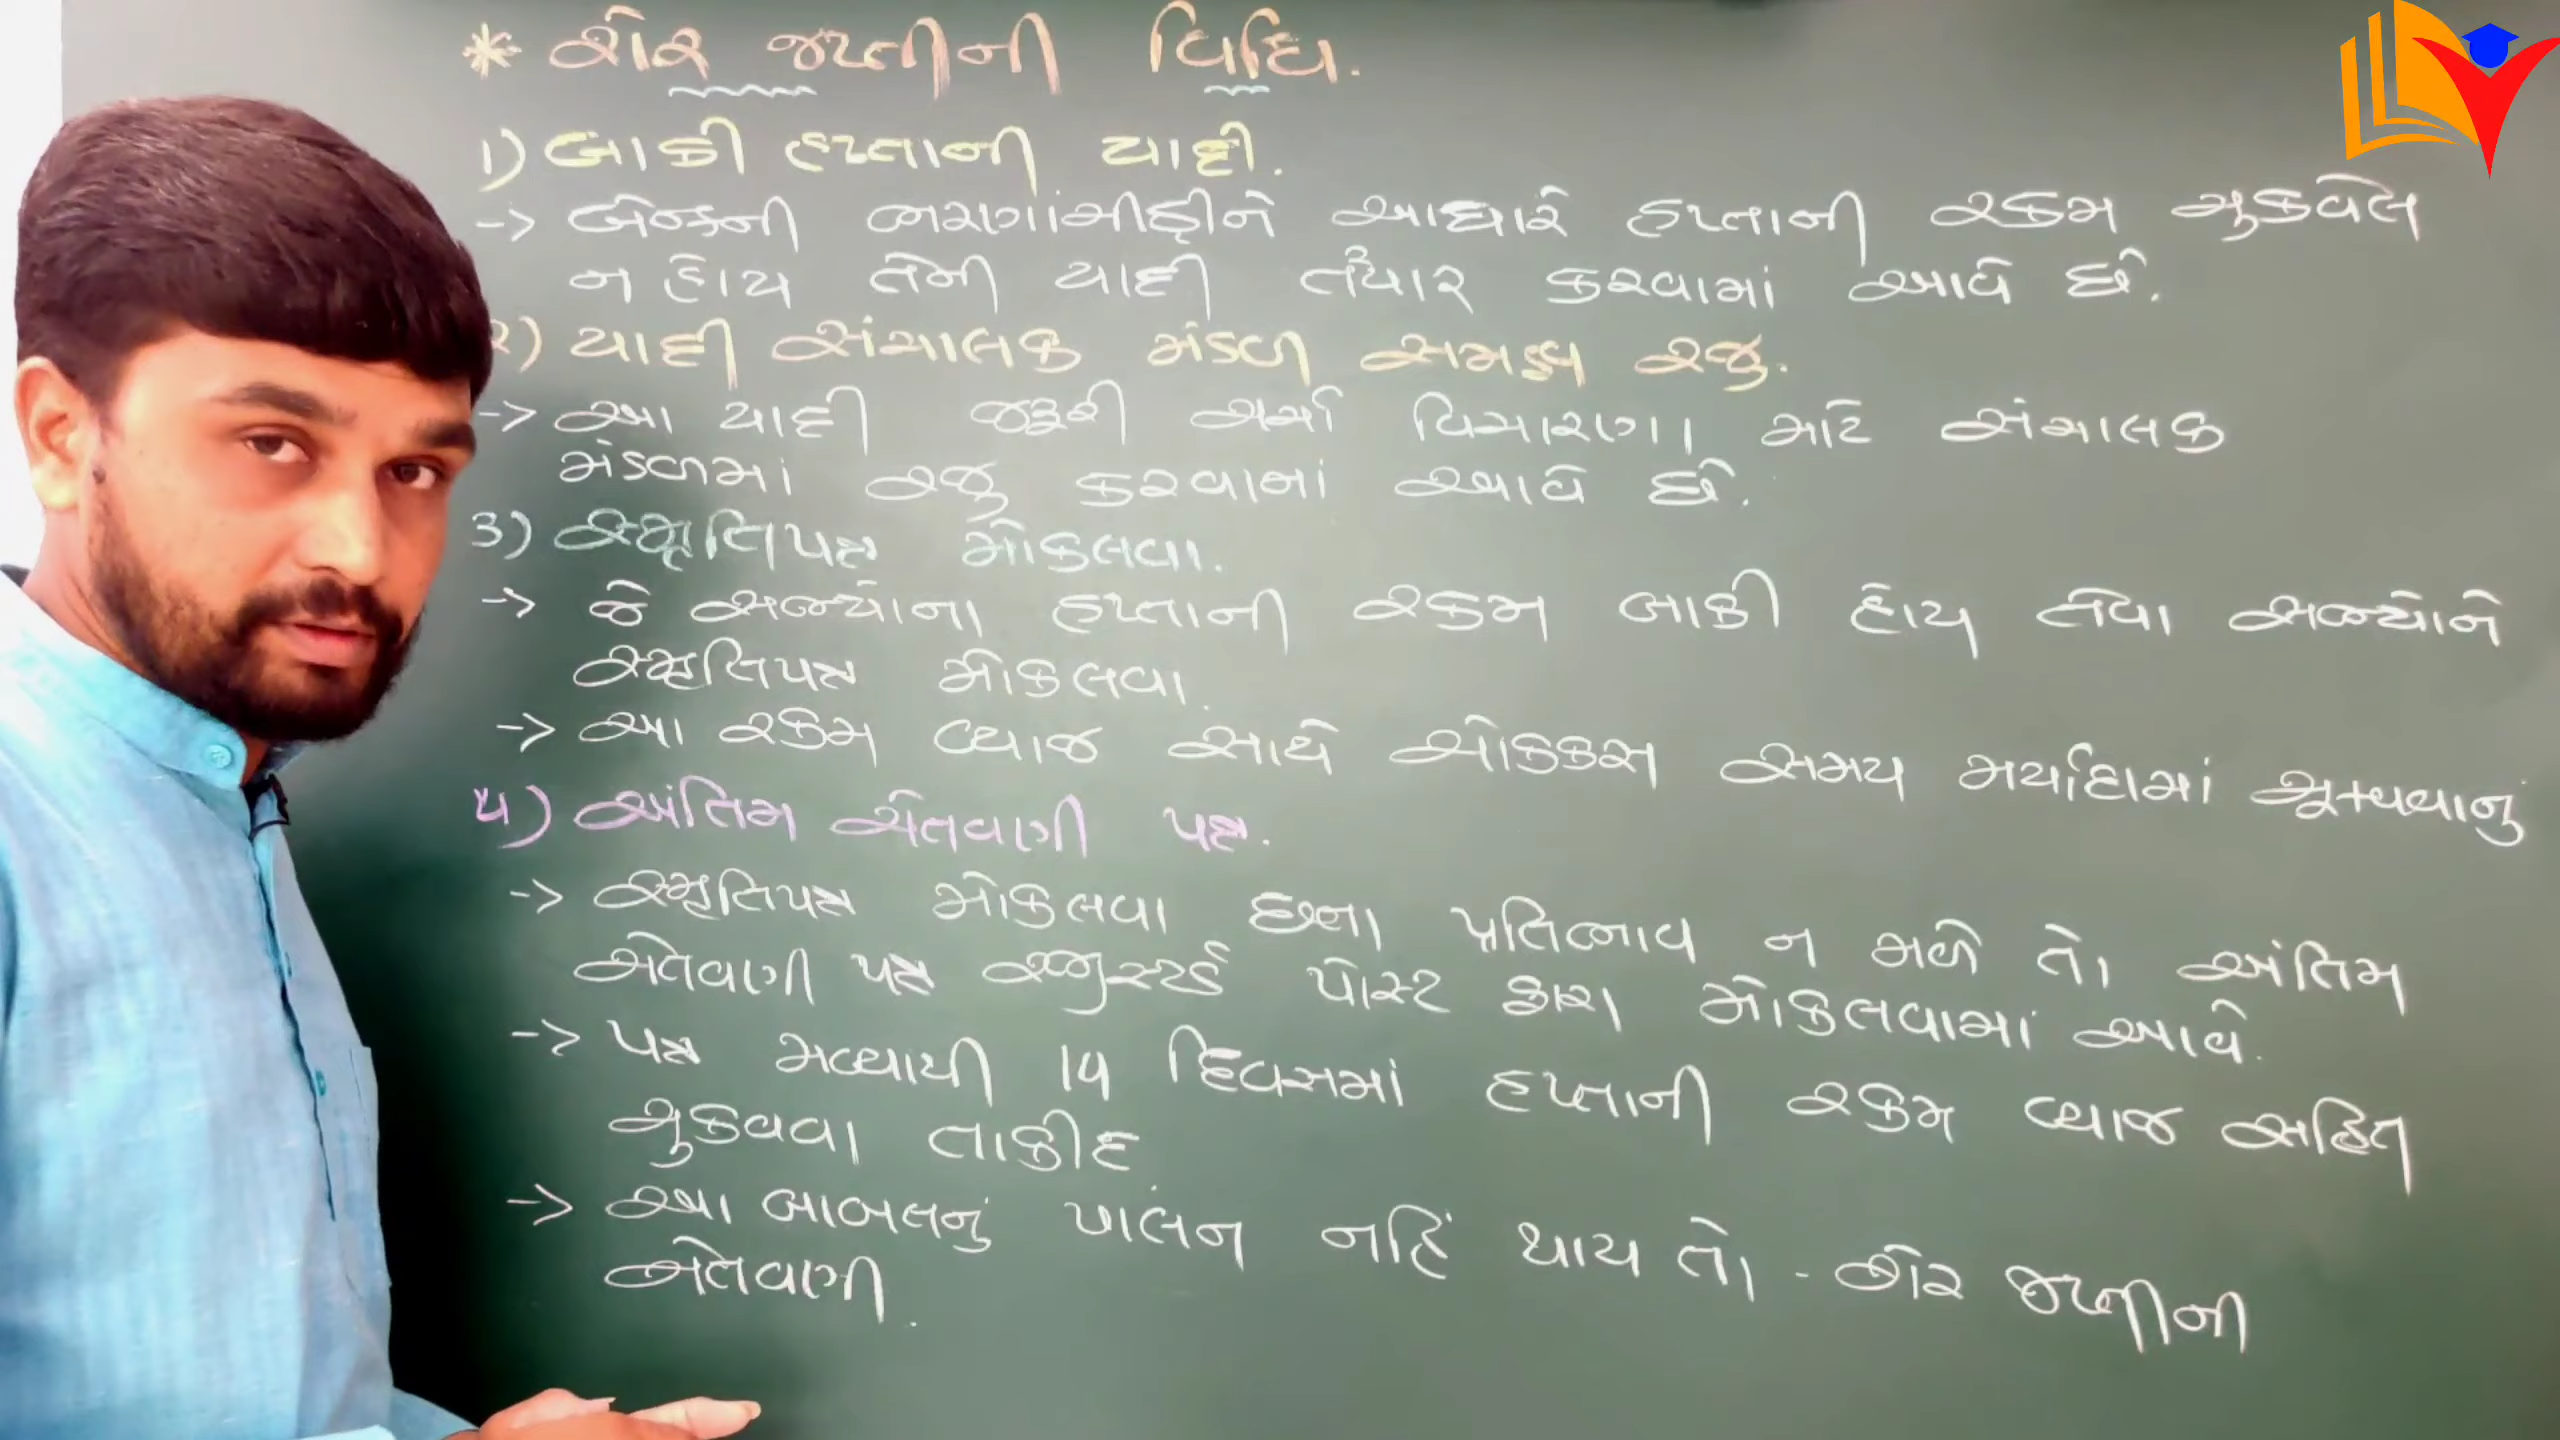 * શેર જપ્તીની વિધિ.
1) બાકી હપ્તાની યાદી.
-> બેન્કની ભરણાંચીઠ્ઠીને આધારે હપ્તાની રકમ ચુકવેલ
ન હોય તેની યાદી તૈયાર કરવામાં આવે છે.
૨) યાદી સંચાલક મંડળ સમક્ષ રજુ.
-> આ યાદી જરૂરી ચર્ચા વિચારણા માટે સંચાલક
મંડળમાં રજુ કરવામાં આવે છે.
3) સ્મૃતિપત્ર મોકલવા.
-> જે સભ્યોના હપ્તાની રકમ બાકી હોય તેવા સભ્યોને
સ્મૃતિપત્ર મોકલવા.
-> આ રકમ વ્યાજ સાથે ચોક્કસ સમય મર્યાદામાં
૪) અંતિમ ચેતવણી પત્ર.
-> સ્મૃતિપત્ર મોકલવા છતા પ્રતિભાવ ન મળે તો અંતિમ
ચેતવણી પત્ર રજીસ્ટર્ડ પોસ્ટ દ્વારા મોકલવામાં આવે.
-> પત્ર મળ્યાથી 14 દિવસમાં હપ્તાની રકમ વ્યાજ સહિત
ચુકવવા તાકીદ.
-> આ બાબતનું પાલન નહિં થાય તો - શેર જપ્તીની
ચેતવણી.